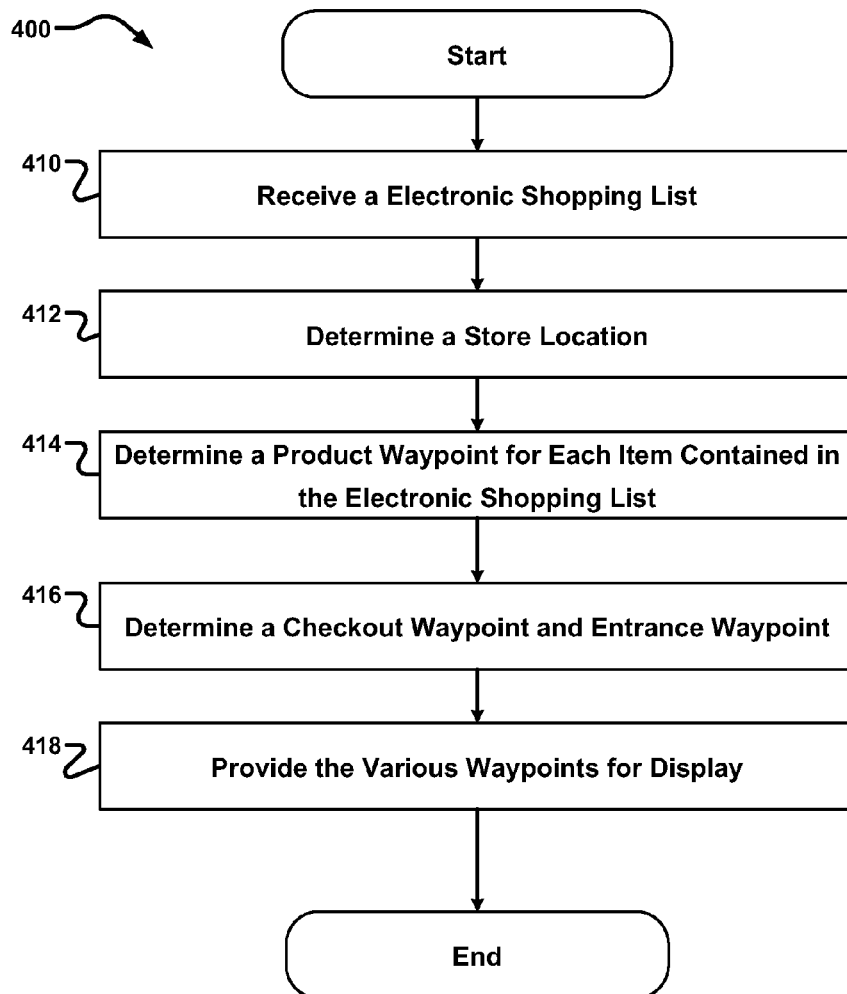 400
Start
410
Receive a Electronic Shopping List
412
Determine a Store Location
414
Determine a Product Waypoint for Each Item Contained in
the Electronic Shopping List
416
Determine a Checkout Waypoint and Entrance Waypoint
418
Provide the Various Waypoints for Display
End